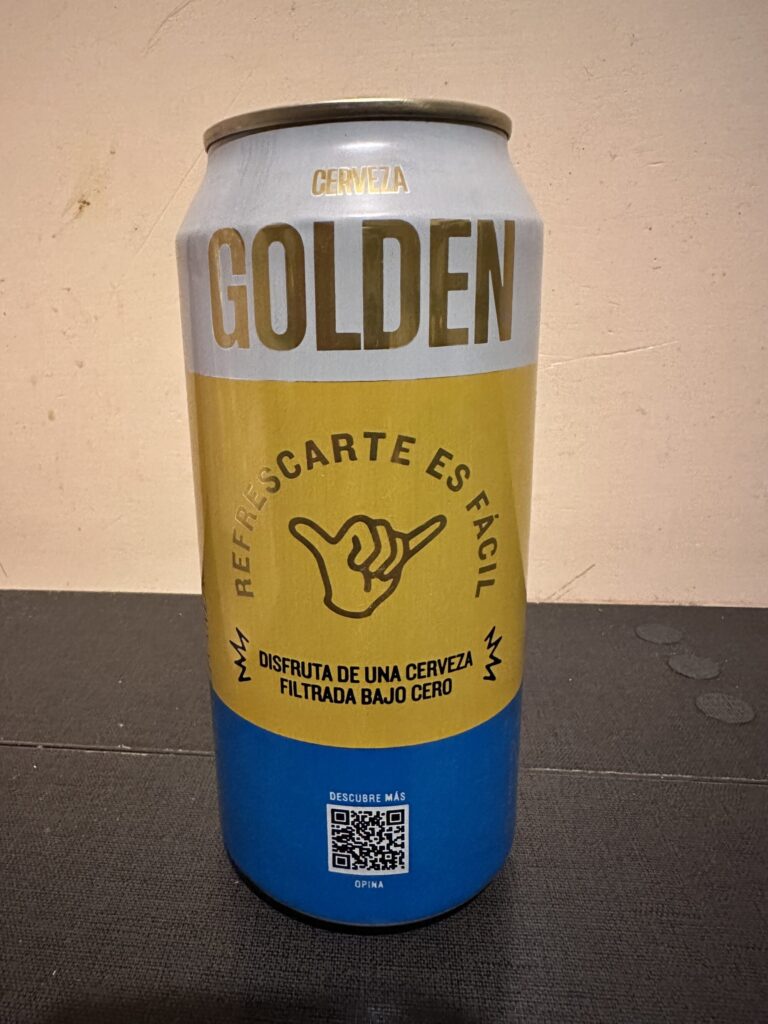 CERVEZA
GOLDEN
REFRESCARTE ES FÁCIL
DISFRUTA DE UNA CERVEZA
FILTRADA BAJO CERO
DESCUBRE MÁS
OPINA